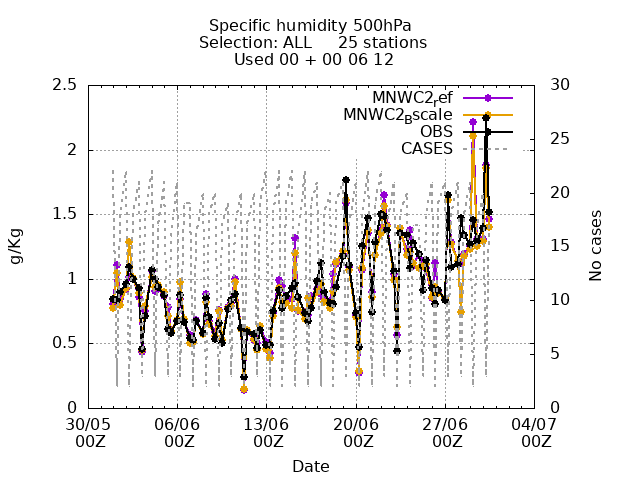 Specific humidity 500hPa
Selection: ALL 25 stations
Used 00 + 00 06 12
MNWC2ref
MNWC2Bscale
OBS
CASES
g/Kg
2.5
2
1.5
1
0.5
0
No cases
30
25
20
15
10
5
0
30/05 06/06 13/06 20/06 27/06 04/07
00Z 00Z 00Z 00Z 00Z 00Z
Date